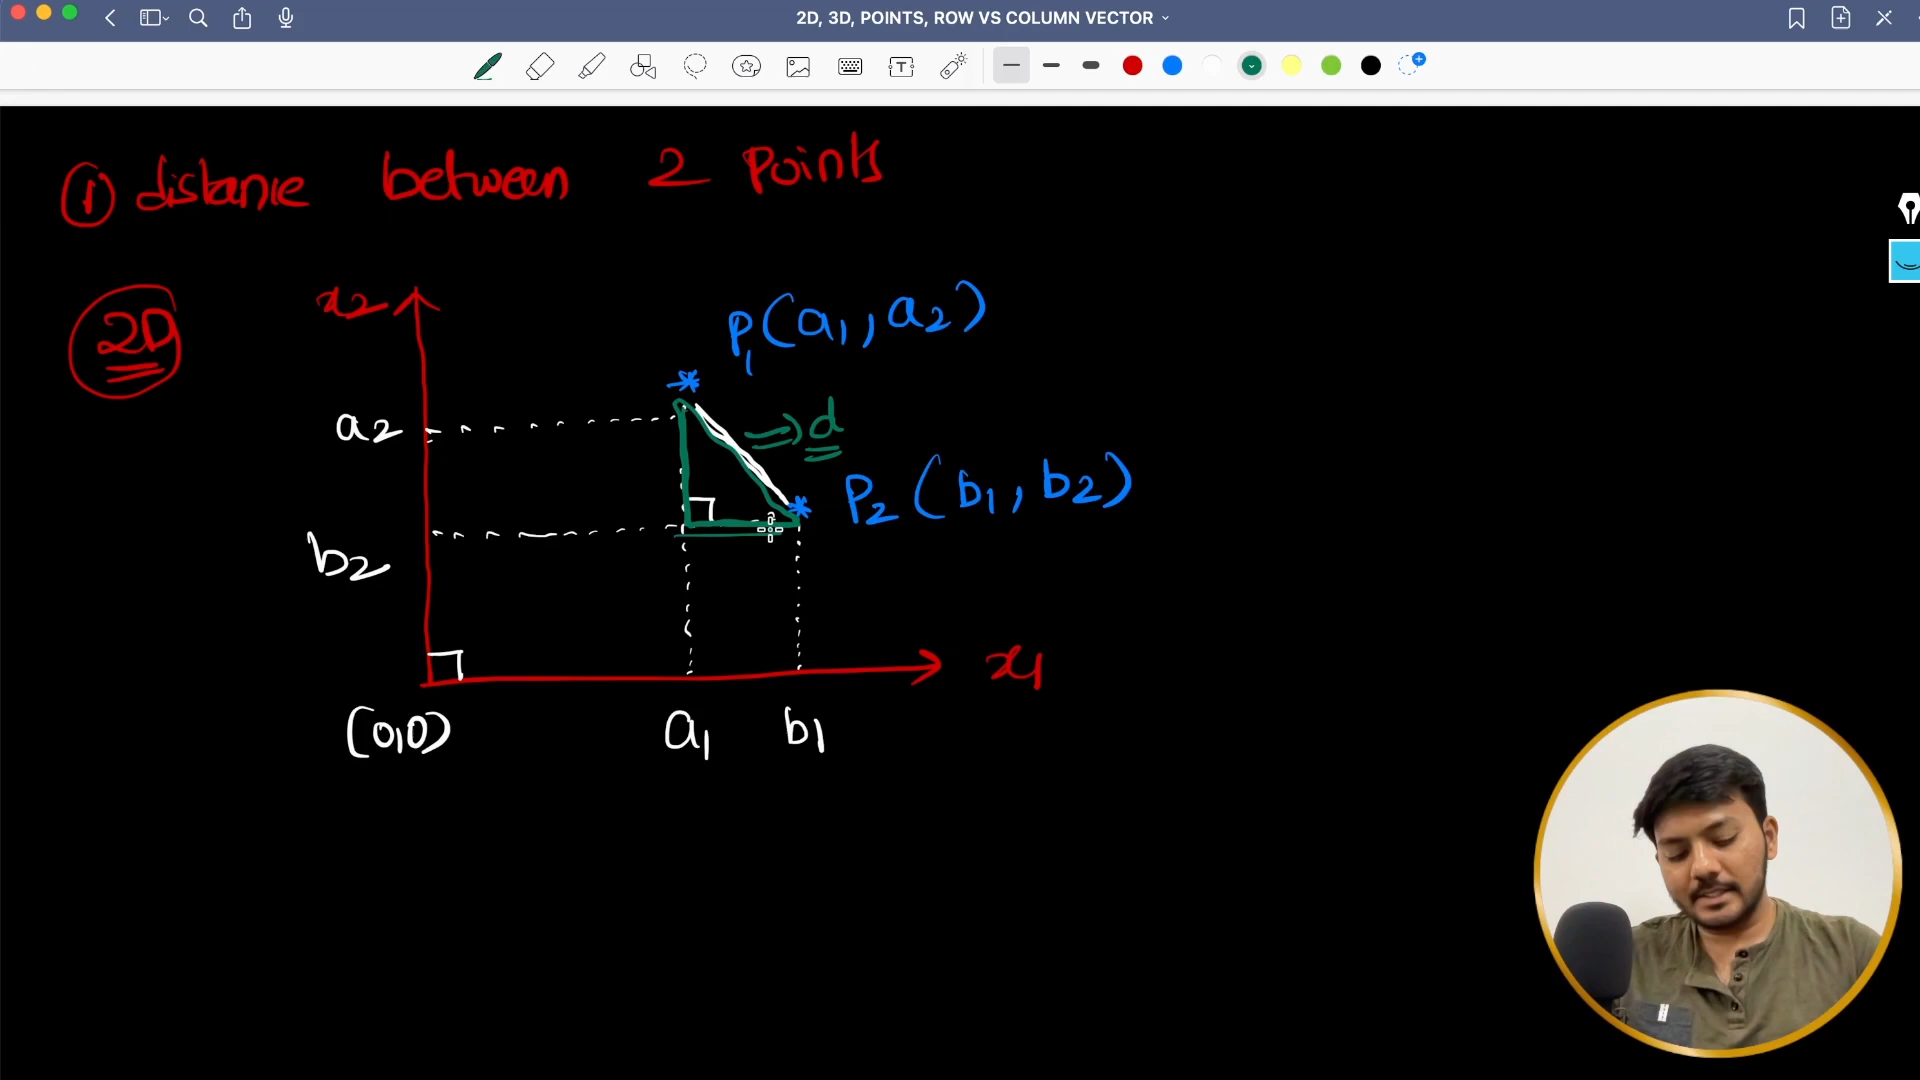 2D, 3D, POINTS, ROW VS COLUMN VECTOR
T
① distance between 2 Points
2D
x2
P1(a1, a2)
a2
d
P2 (b1, b2)
b2
x1
(0,0)
a1
b1